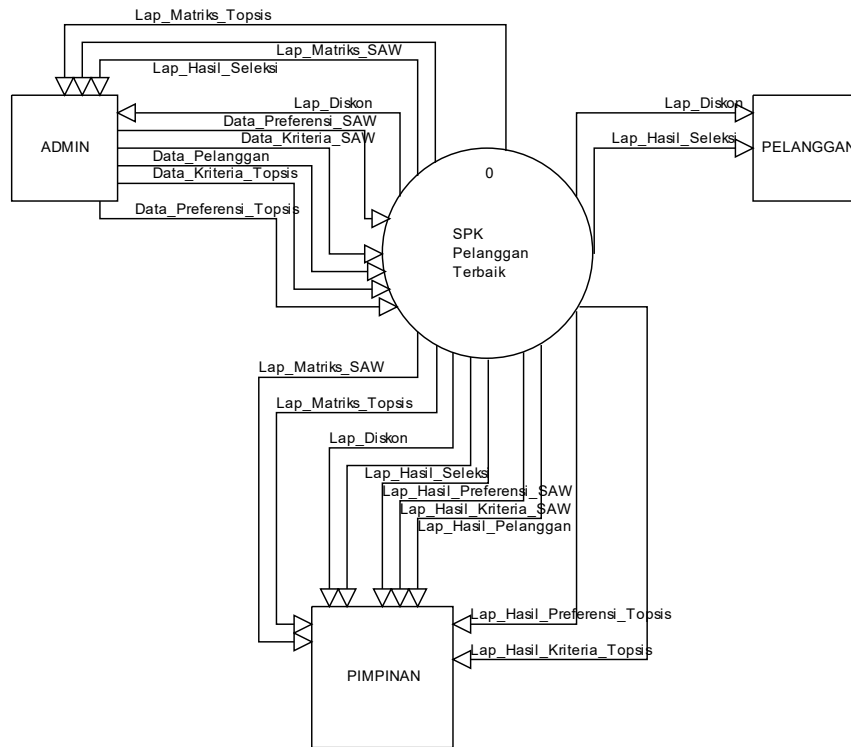 Lap_Matriks_Topsis
Lap_Matriks_SAW
Lap_Hasil_Seleksi
Lap_Diskon
Data_Preferensi_SAW
Data_Kriteria_SAW
Data_Pelanggan
Data_Kriteria_Topsis
Data_Preferensi_Topsis
ADMIN
0
SPK
Pelanggan
Terbaik
Lap_Diskon
Lap_Hasil_Seleksi
PELANGGAN
Lap_Matriks_SAW
Lap_Matriks_Topsis
Lap_Diskon
Lap_Hasil_Seleksi
Lap_Hasil_Preferensi_SAW
Lap_Hasil_Kriteria_SAW
Lap_Hasil_Pelanggan
Lap_Hasil_Preferensi_Topsis
Lap_Hasil_Kriteria_Topsis
PIMPINAN